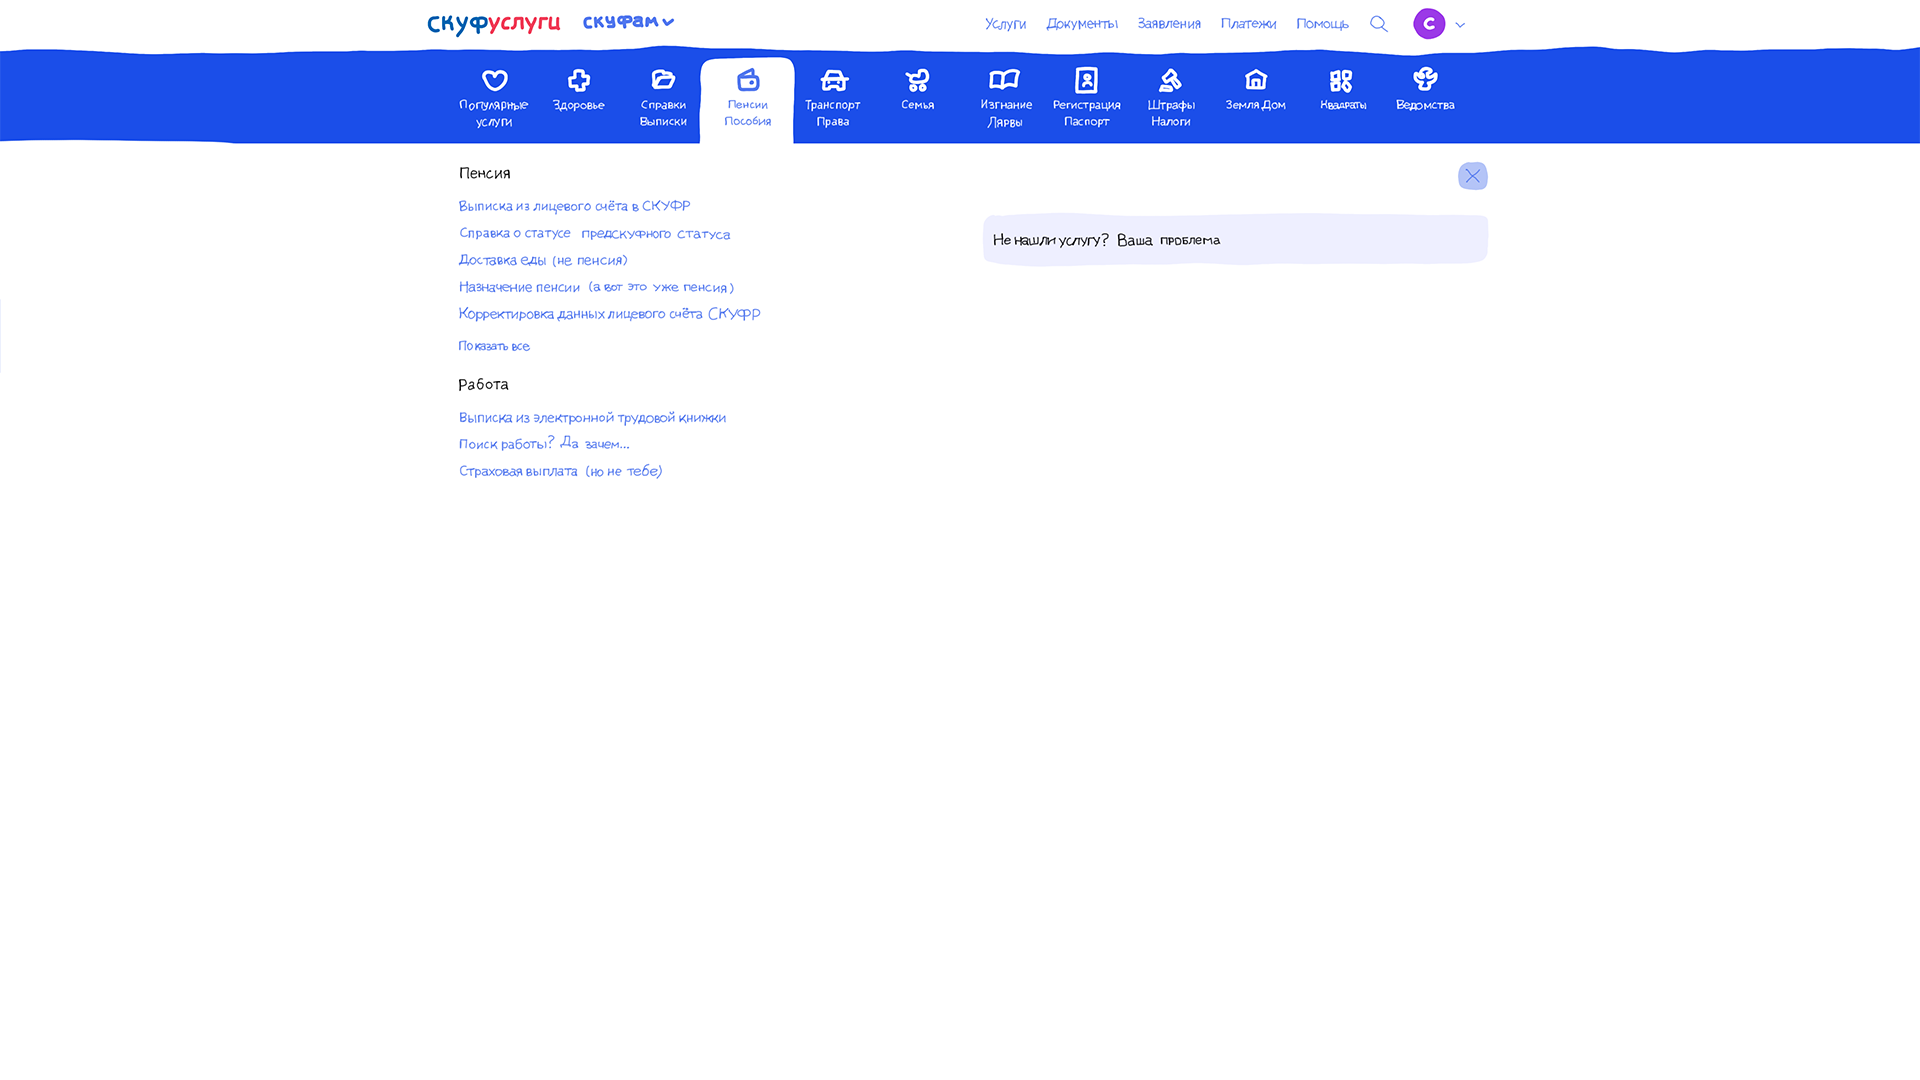 скуфуслуги скуфам
Услуги Документы Заявления Платежи Помощь С
Популярные услуги
Здоровье
Справки Выписки
Пенсии Пособия
Транспорт Права
Семья
Изгнание Лярвы
Регистрация Паспорт
Штрафы Налоги
Земля Дом
Квадраты
Ведомства
Пенсия
Выписка из лицевого счёта в СКУФР
Справка о статусе предскуфного статуса
Доставка еды (не пенсия)
Назначение пенсии (а вот это уже пенсия)
Корректировка данных лицевого счёта СКУФР
Показать все
Работа
Выписка из электронной трудовой книжки
Поиск работы? Да зачем...
Страховая выплата (но не тебе)
Не нашли услугу? Ваша проблема